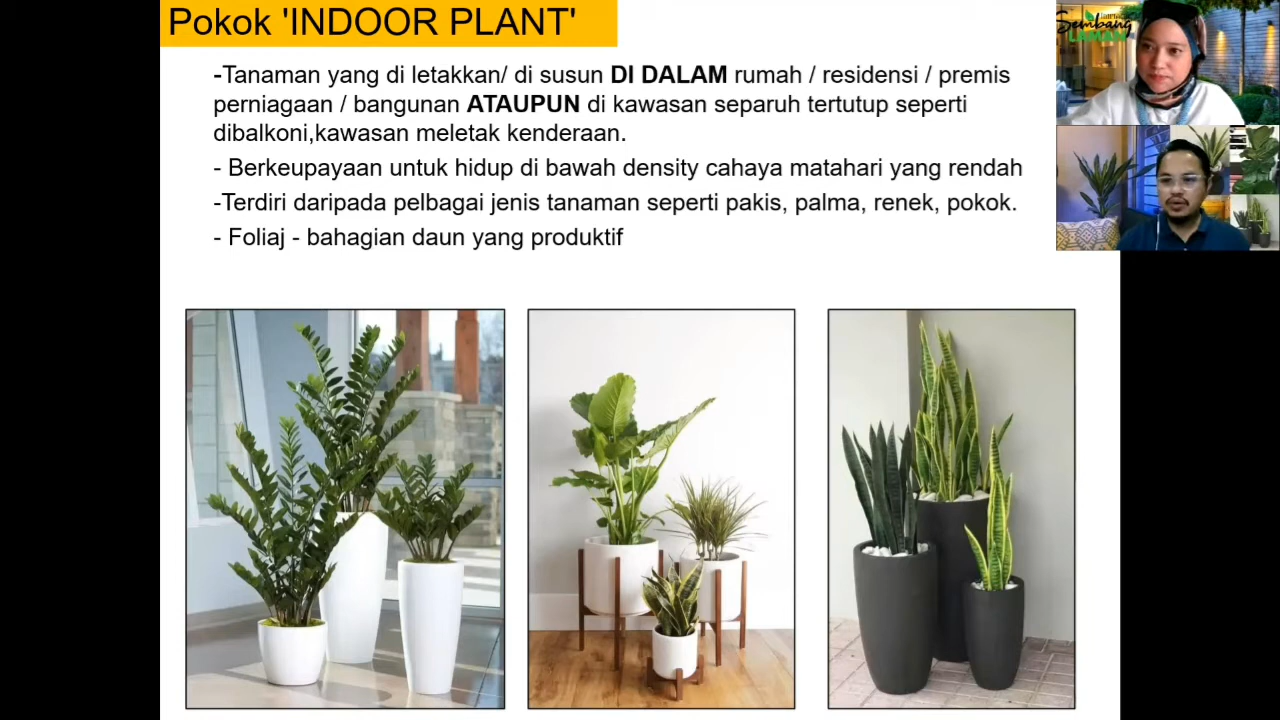 Pokok 'INDOOR PLANT'
-Tanaman yang di letakkan/ di susun DI DALAM rumah / residensi / premis
perniagaan / bangunan ATAUPUN di kawasan separuh tertutup seperti
dibalkoni,kawasan meletak kenderaan.
- Berkeupayaan untuk hidup di bawah density cahaya matahari yang rendah
-Terdiri daripada pelbagai jenis tanaman seperti pakis, palma, renek, pokok.
- Foliaj - bahagian daun yang produktif
Sembang
LAMAN